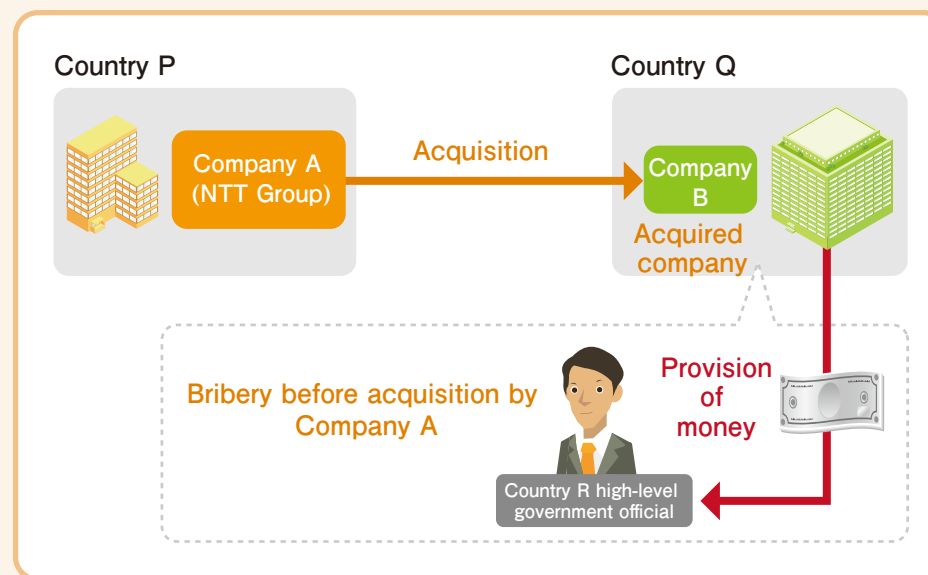 Country P
Country Q
Company A
(NTT Group)
Acquisition
Company
B
Acquired
company
Bribery before acquisition by
Company A
Provision
of
money
Country R high-level
government official